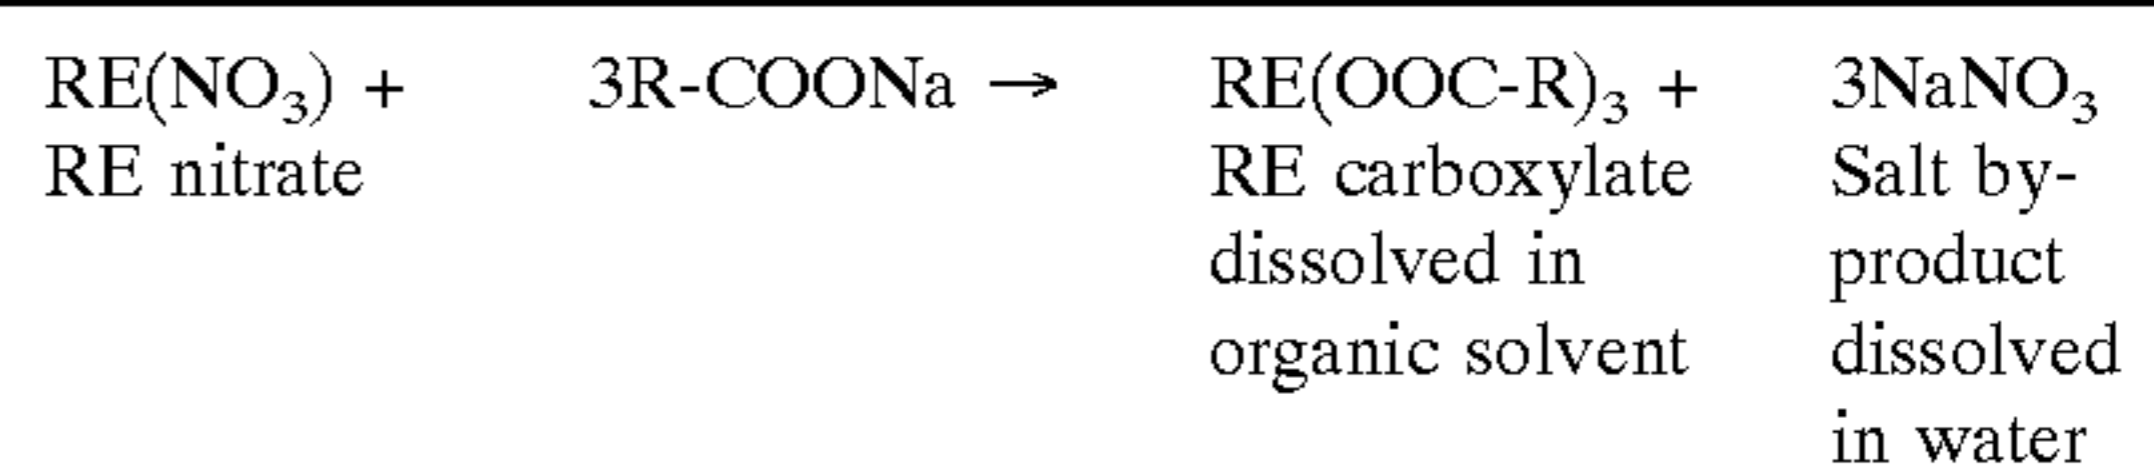 RE(NO₃) + 3R-COONa → RE(OOC-R)₃ + 3NaNO₃
RE nitrate RE carboxylate Salt by-
dissolved in product
organic solvent dissolved
in water